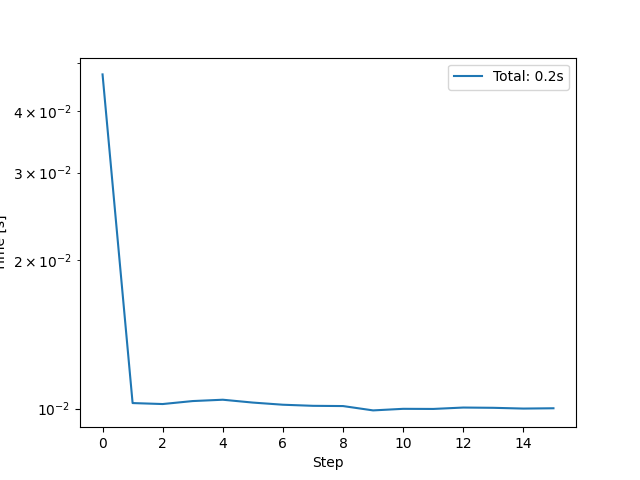 Total: 0.2s
4 × 10⁻²
3 × 10⁻²
2 × 10⁻²
10⁻²
0 2 4 6 8 10 12 14
Step
[s]